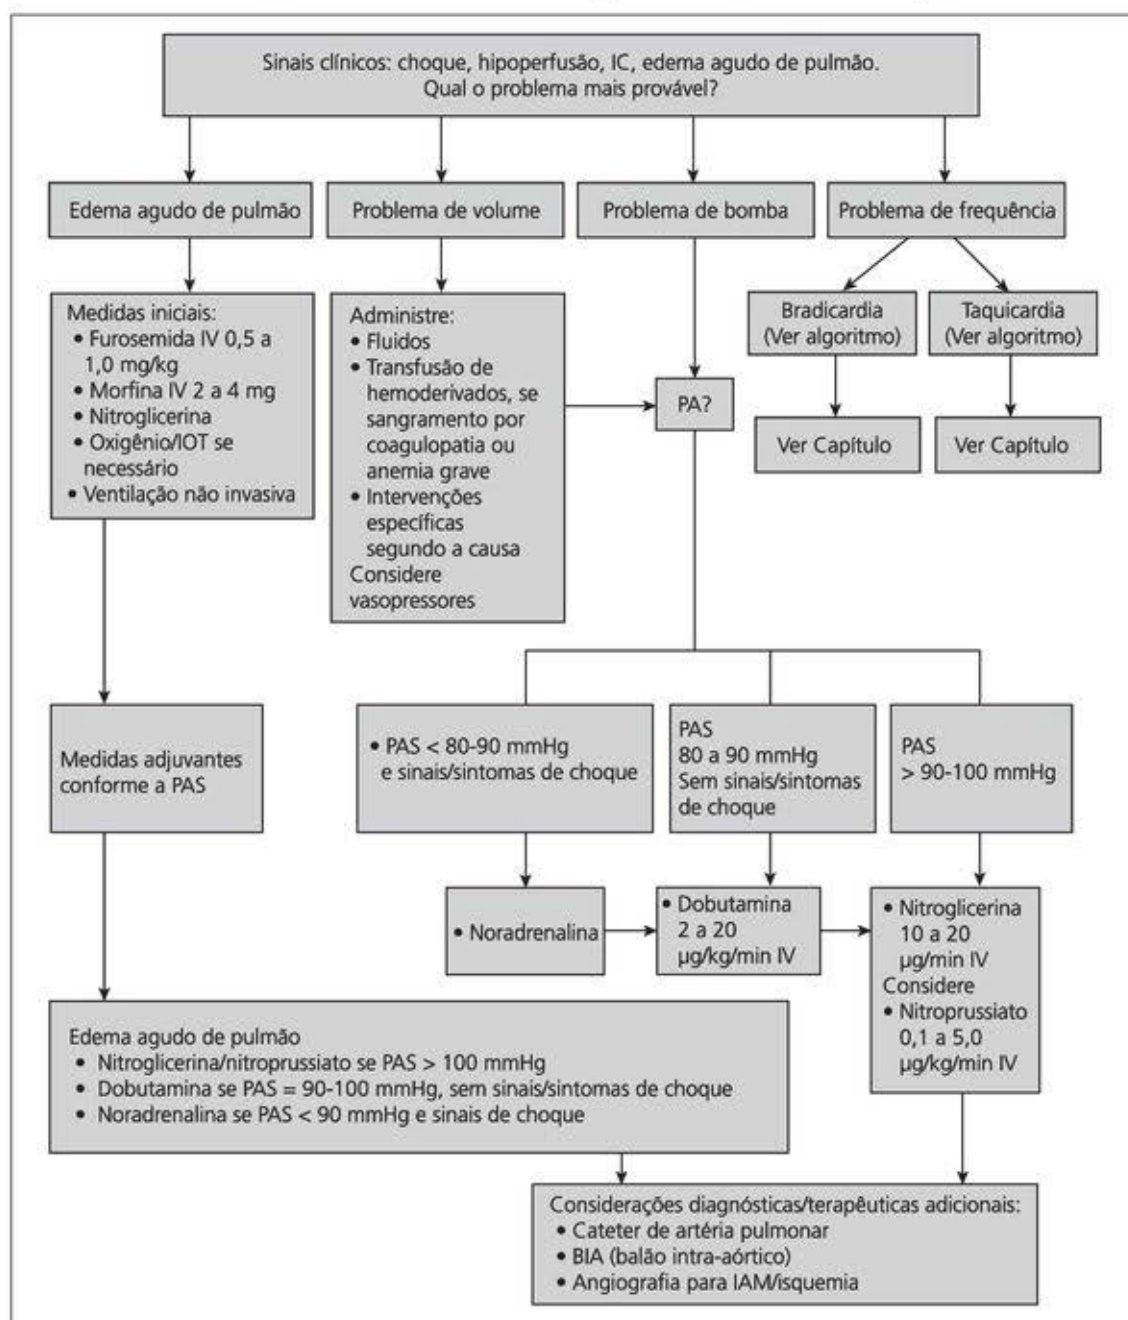 Sinais clínicos: choque, hipoperfusão, IC, edema agudo de pulmão.
Qual o problema mais provável?
Edema agudo de pulmão
Problema de volume
Problema de bomba
Problema de frequência
Medidas iniciais:
• Furosemida IV 0,5 a
1,0 mg/kg
• Morfina IV 2 a 4 mg
• Nitroglicerina
• Oxigênio/IOT se
necessário
• Ventilação não invasiva
Administre:
• Fluidos
• Transfusão de
hemoderivados, se
sangramento por
coagulopatia ou
anemia grave
• Intervenções
específicas
segundo a causa
Considere
vasopressores
PA?
Bradicardia
(Ver algoritmo)
Taquicardia
(Ver algoritmo)
Ver Capítulo
Ver Capítulo
Medidas adjuvantes
conforme a PAS
• PAS < 80-90 mmHg
e sinais/sintomas de choque
PAS
80 a 90 mmHg
Sem sinais/sintomas
de choque
PAS
> 90-100 mmHg
• Noradrenalina
• Dobutamina
2 a 20
µg/kg/min IV
• Nitroglicerina
10 a 20
µg/min IV
Considere
• Nitroprussiato
0,1 a 5,0
µg/kg/min IV
Edema agudo de pulmão
• Nitroglicerina/nitroprussiato se PAS > 100 mmHg
• Dobutamina se PAS = 90-100 mmHg, sem sinais/sintomas de choque
• Noradrenalina se PAS < 90 mmHg e sinais de choque
Considerações diagnósticas/terapêuticas adicionais:
• Cateter de artéria pulmonar
• BIA (balão intra-aórtico)
• Angiografia para IAM/isquemia